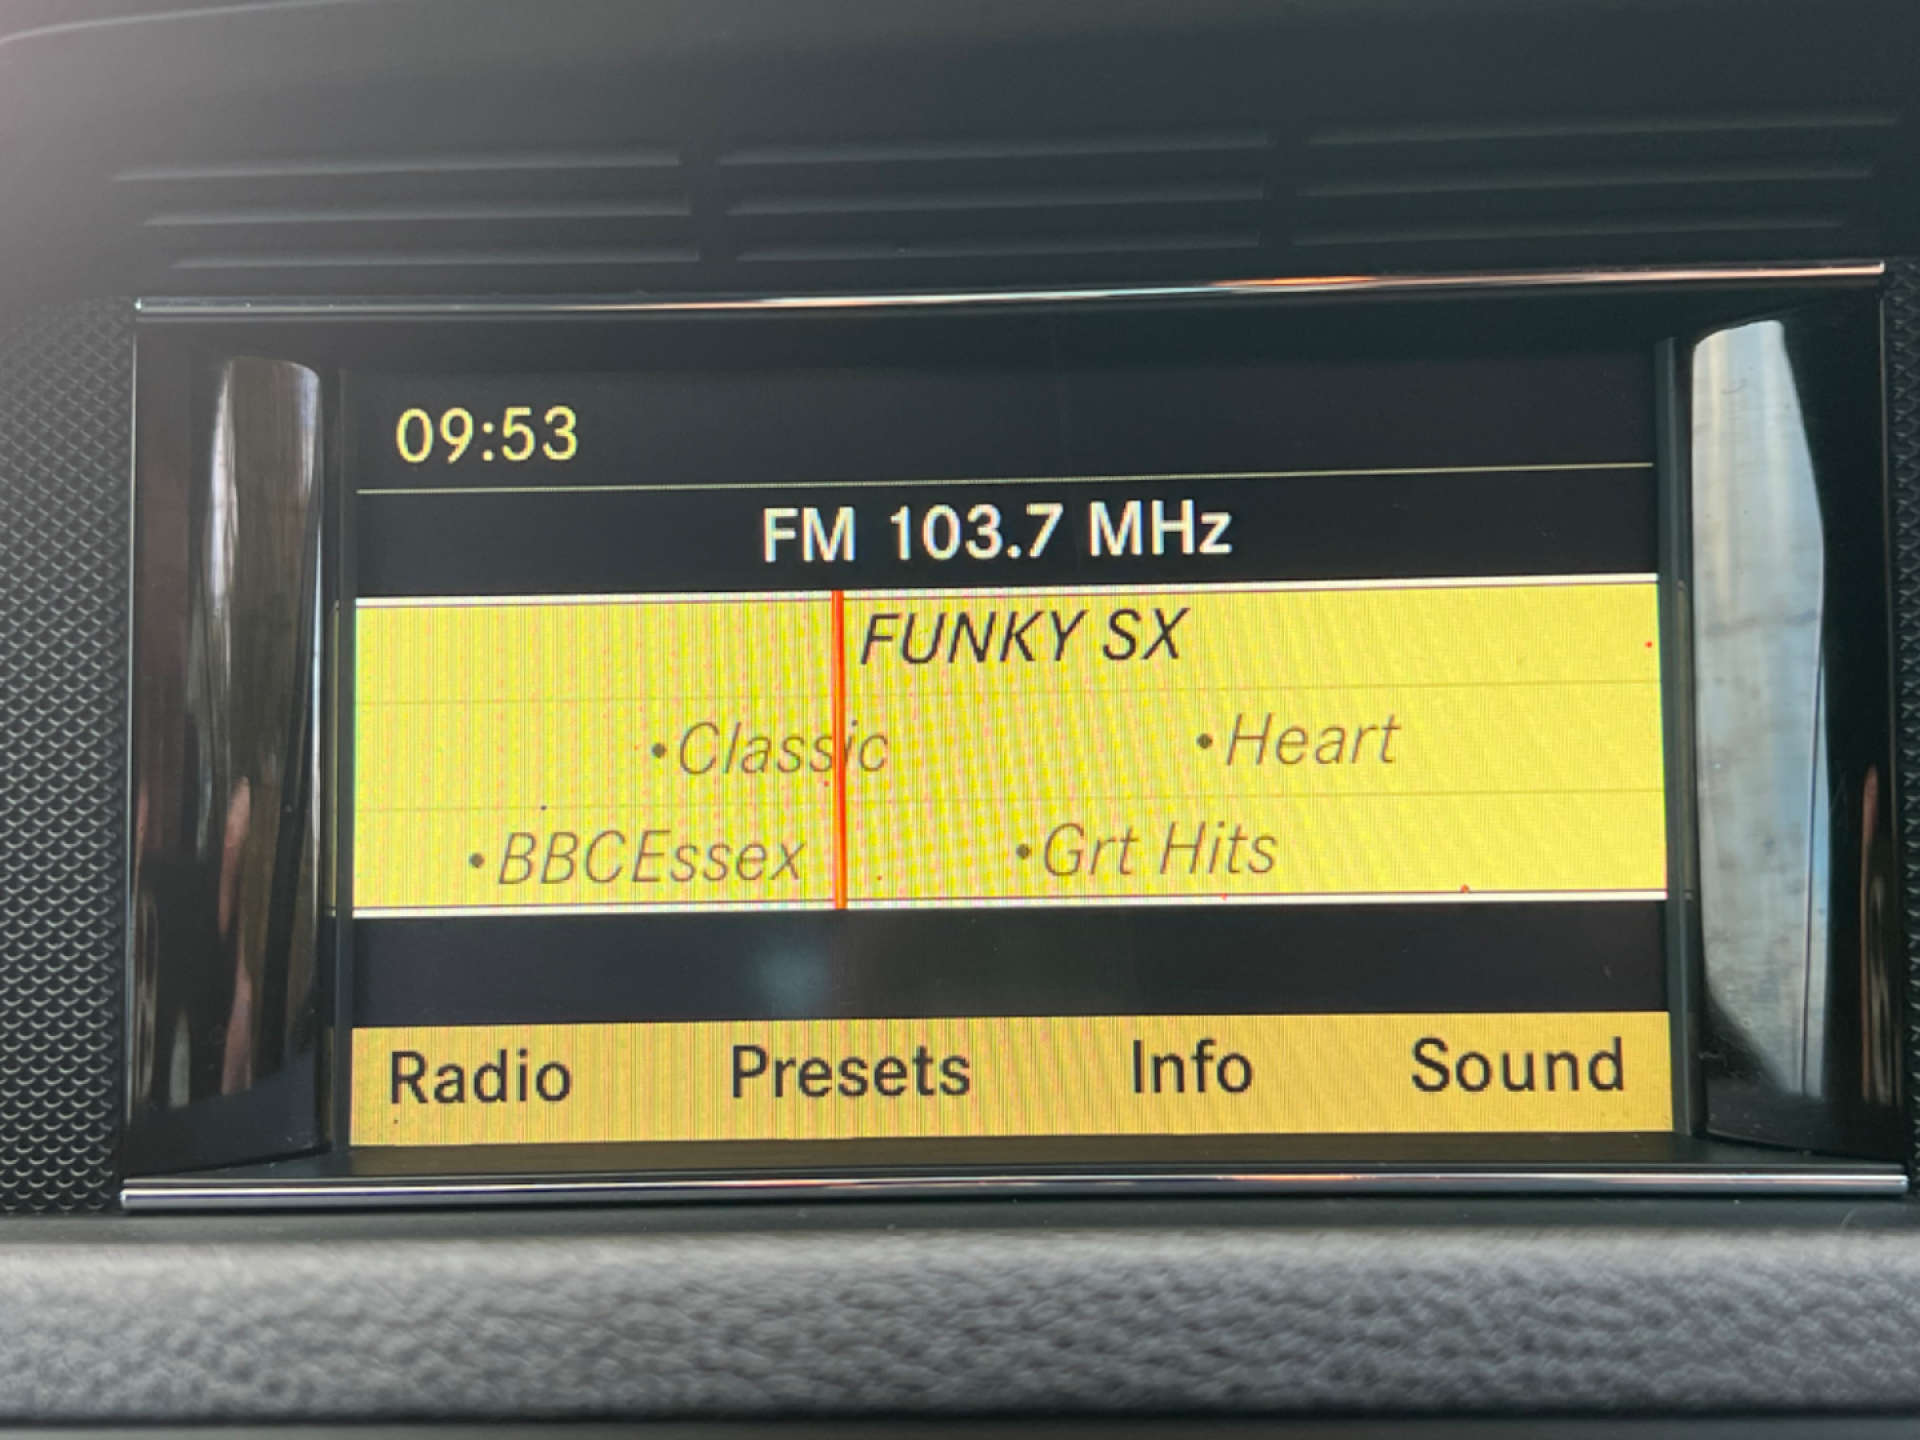 09:53
FM 103.7 MHz
FUNKY SX
•Classic •Heart
•BBCEssex •Grt Hits
Radio Presets Info Sound